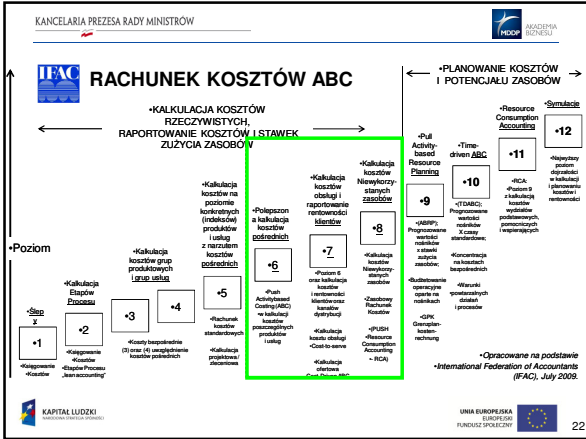 KANCELARIA PREZESA RADY MINISTRÓW
MDDP
AKADEMIA
BIZNESU
IFAC
RACHUNEK KOSZTÓW ABC
•PLANOWANIE KOSZTÓW
I POTENCJAŁU ZASOBÓW
•KALKULACJA KOSZTÓW
RZECZYWISTYCH,
RAPORTOWANIE KOSZTÓW I STAWEK
ZUŻYCIA ZASOBÓW
•Poziom
•Ślep
y
•1
•Księgowanie
•Kosztów
•Kalkulacja
Etapów
Procesu
•2
•Księgowanie
•Kosztów
•Etapów Procesu
„lean accounting”
•Kalkulacja
kosztów grup
produktowych
i grup usług
•3
•4
•Koszty bezpośrednie
(3) oraz (4) uwzględnienie
kosztów pośrednich
•Kalkulacja
kosztów na
poziomie
konkretnych
(indeksów)
produktów
i usług
z narzutem
kosztów
pośrednich
•5
•Rachunek
kosztów
standardowych
•Kalkulacja
projektowa /
zleceniowa
•Polepszon
a kalkulacja
kosztów
pośrednich
•6
•Push
Activitybased
Costing (ABC)
•w kalkulacji
kosztów
poszczególnych
produktów
i usług
•Kalkulacja
kosztów
obsługi i
raportowanie
rentowności
klientów
•7
•Poziom 6
oraz kalkulacja
kosztów
i rentowności
klientów oraz
kanałów
dystrybucji
•Kalkulacja
kosztu obsługi
•Cost-to-serve
•Kalkulacja
ofertowa
•Kalkulacja
kosztów
Niewykorzy-
stanych
zasobów
•8
•Kalkulacja
kosztów
Niewykorzy-
stanych
zasobów
•Zasobowy
Rachunek
Kosztów
•(PUSH
•Resource
Consumption
Accounting
•- RCA)
•Pull
Activity-
based
Resource
Planning
•9
•(ABRP);
Prognozowane
wartości
nośników
x stawki
zużycia
zasobów;
•Budżetowanie
operacyjne
oparte na
nośnikach
•GPK
Grenzplan-
kosten-
rechnung
•Time-
driven ABC
•10
•(TDABC);
Prognozowane
wartości
nośników
X czasy
standardowe;
•Koncentracja
na kosztach
bezpośrednich
•Warunki
•powtarzalnych
działań
i procesów
•Resource
Consumption
Accounting
•11
•RCA:
Poziom 9
z kalkulacją
kosztów
wydziałów
podstawowych,
pomocniczych
i wspierających
•Symulacje
•12
•Najwyższy
poziom
dojrzałości
w kalkulacji
i planowaniu
kosztów i
rentowności
•Opracowane na podstawie
•International Federation of Accountants
(IFAC), July 2009.
KAPITAŁ LUDZKI
NARODOWA STRATEGIA SPÓJNOŚCI
UNIA EUROPEJSKA
EUROPEJSKI
FUNDUSZ SPOŁECZNY
22